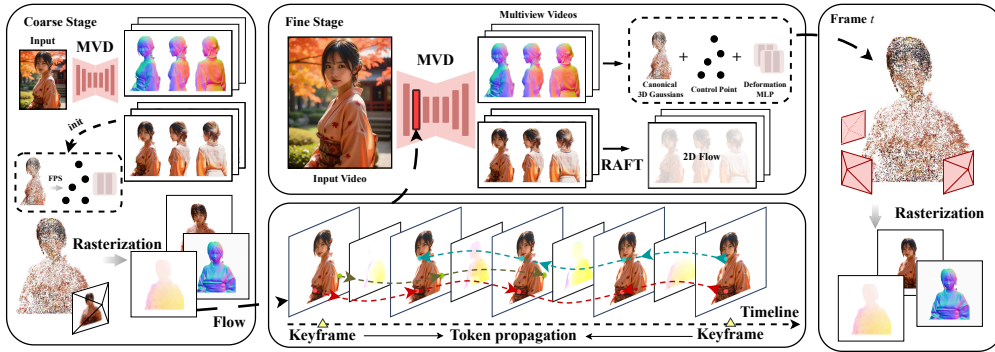 Coarse Stage
Input
MVD
init
FPS
Rasterization
Flow
Fine Stage
MVD
Input Video
Multiview Videos
Canonical
3D Gaussians
Control Point
Deformation
MLP
+
+
RAFT
2D Flow
Timeline
Keyframe
Token propagation
Keyframe
Frame t
Rasterization